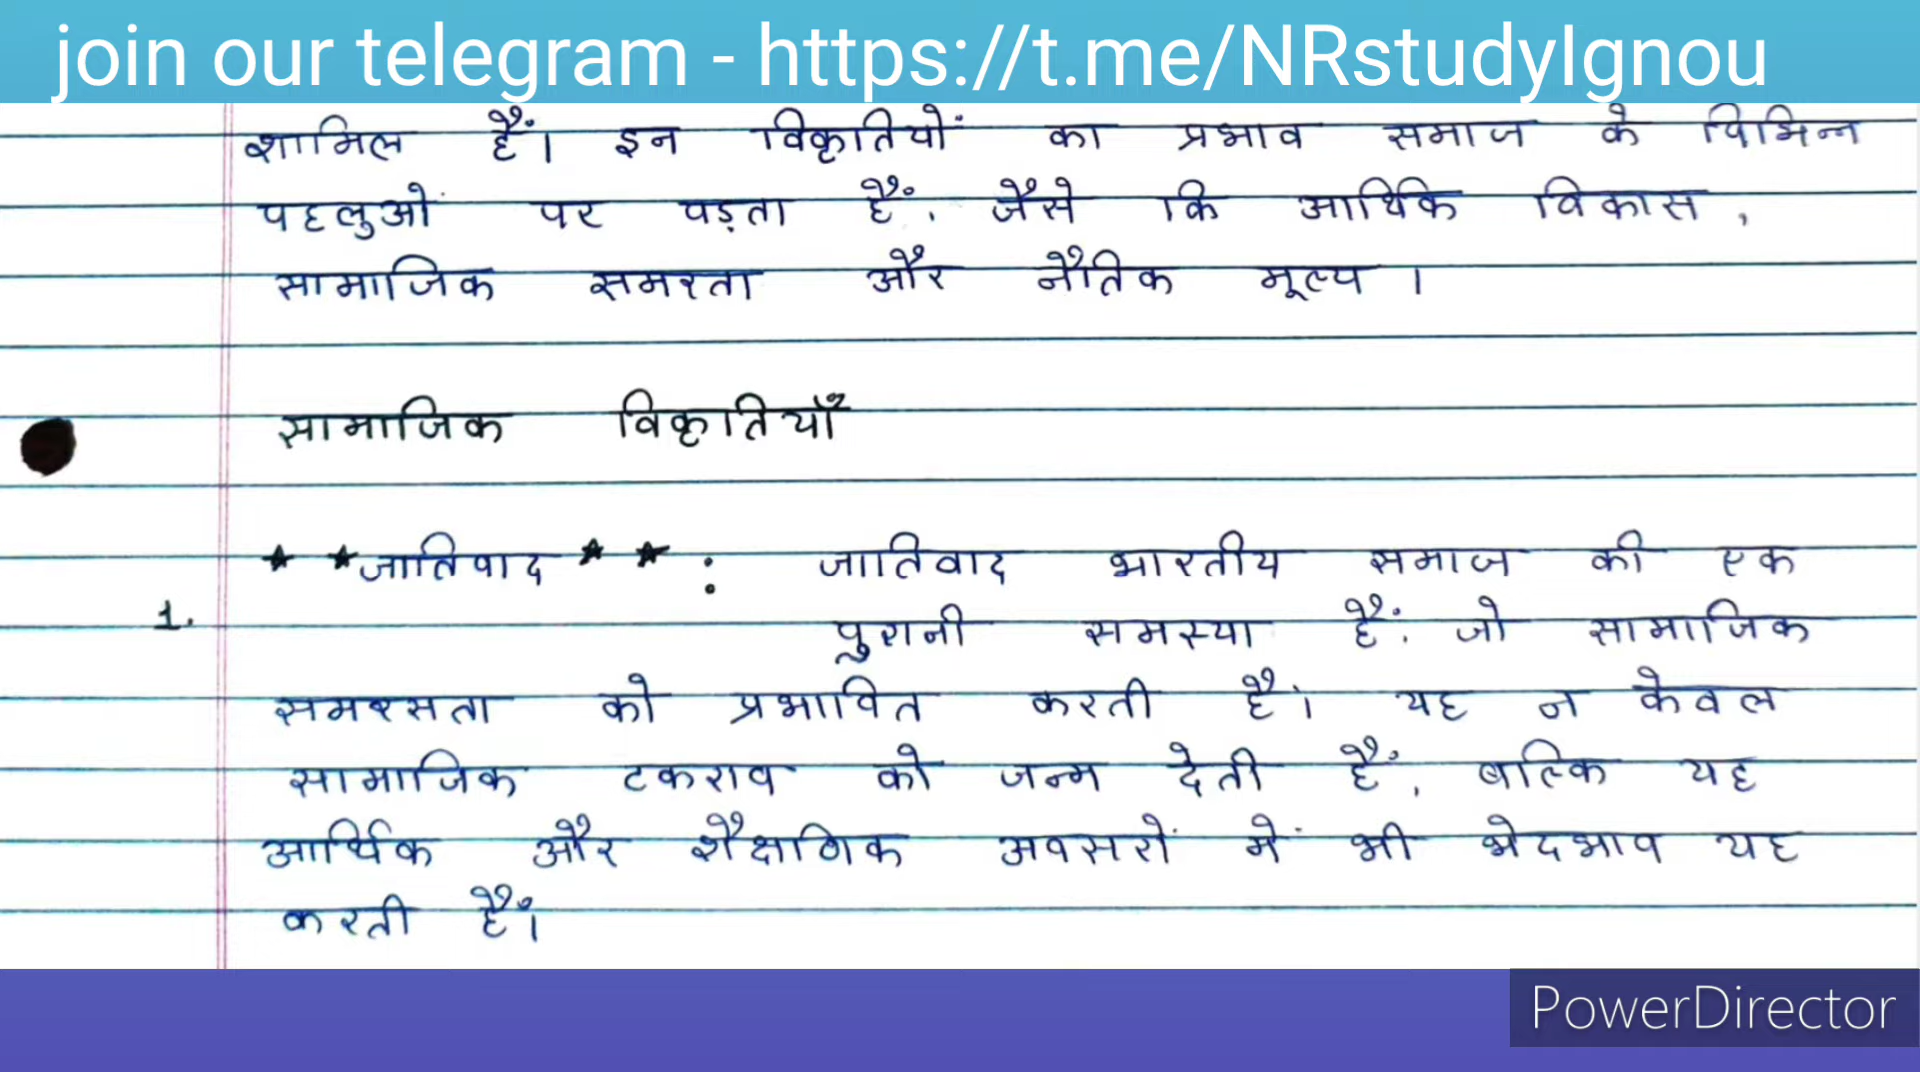 join our telegram - https://t.me/NRstudyIgnou
शामिल हैं। इन विकृतियों का प्रभाव समाज के विभिन्न
पहलुओं पर पड़ता हैं, जैसे कि आर्थिक विकास,
सामाजिक समरता और नैतिक मूल्य ।
सामाजिक विकृतियाँ
* *जातिवाद * * : जातिवाद भारतीय समाज की एक
1. पुरानी समस्या हैं. जो सामाजिक
समरसता को प्रभावित करती है। यह न केवल
सामाजिक टकराव को जन्म देती हैं, बल्कि यह
आर्थिक और शैक्षणिक अवसरों में भी भेदभाव यह
करती हैं।
PowerDirector